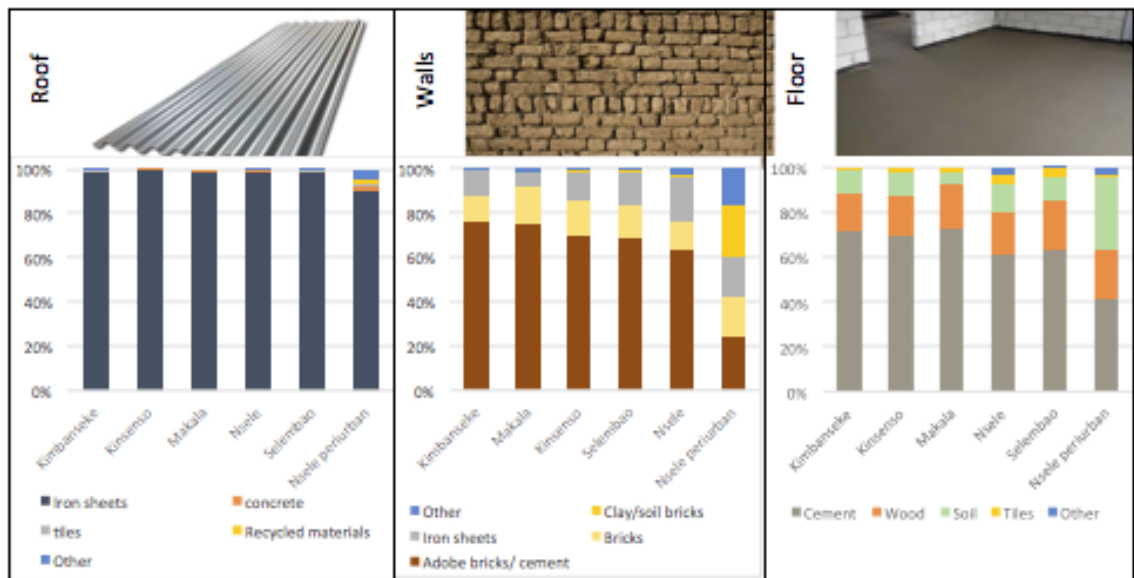 Roof
100%
80%
60%
40%
20%
0%
Kimbanseke
Kinsenso
Makala
Nsele
Selembao
Nsele periurban
Iron sheets
concrete
tiles
Recycled materials
Other
Walls
100%
80%
60%
40%
20%
0%
Kimbanseke
Makala
Kinsenso
Selembao
Nsele
Nsele periurban
Other
Clay/soil bricks
Iron sheets
Bricks
Adobe bricks/ cement
Floor
100%
80%
60%
40%
20%
0%
Kimbanseke
Kinsenso
Makala
Nsele
Selembao
Nsele periurban
Cement
Wood
Soil
Tiles
Other